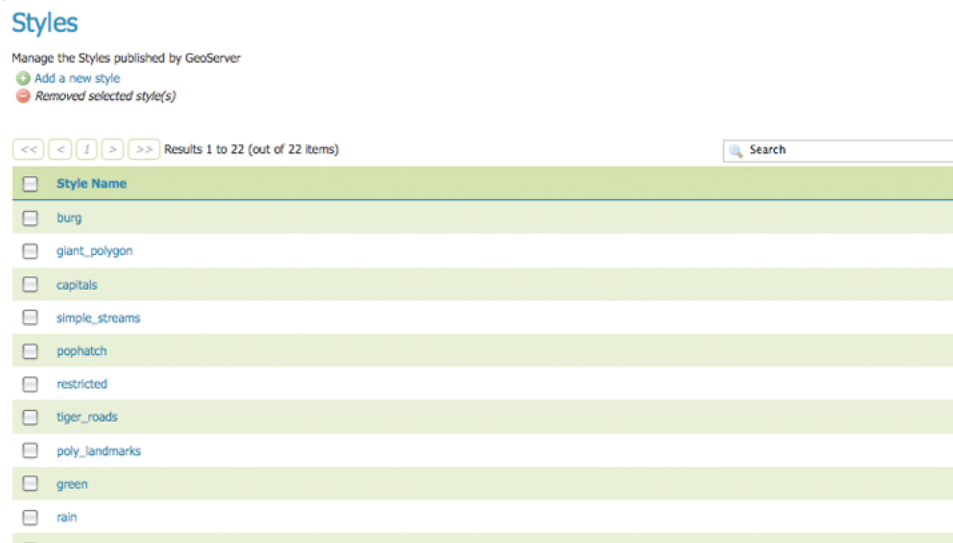 Styles
Manage the Styles published by GeoServer
Add a new style
Removed selected style(s)
<< < 1 > >> Results 1 to 22 (out of 22 items) Search
Style Name
burg
giant_polygon
capitals
simple_streams
pophatch
restricted
tiger_roads
poly_landmarks
green
rain